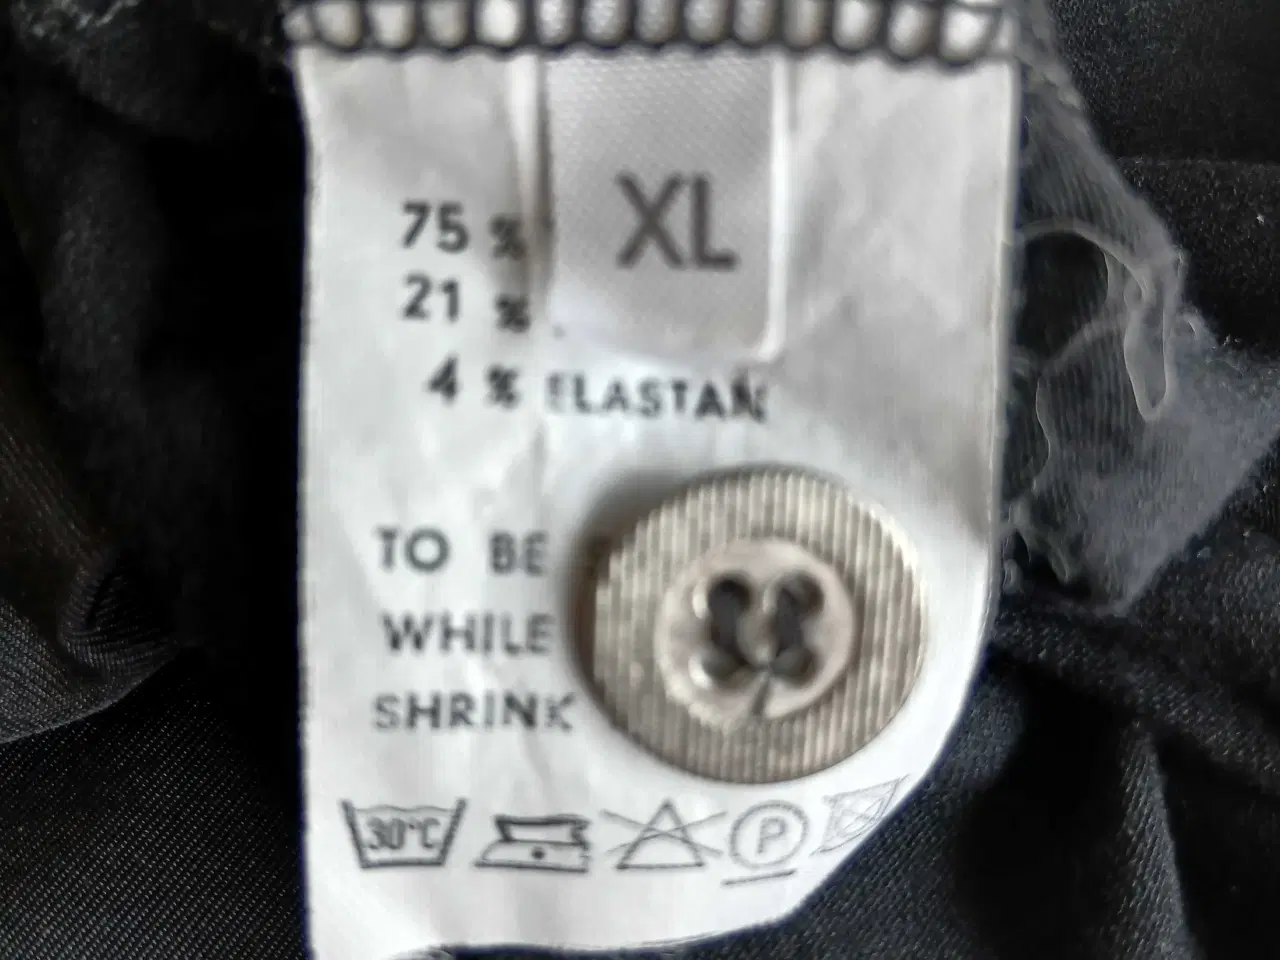 XL
75 %
21 %
4 % ELASTAN
TO BE
WHILE
SHRINK
30°C
P